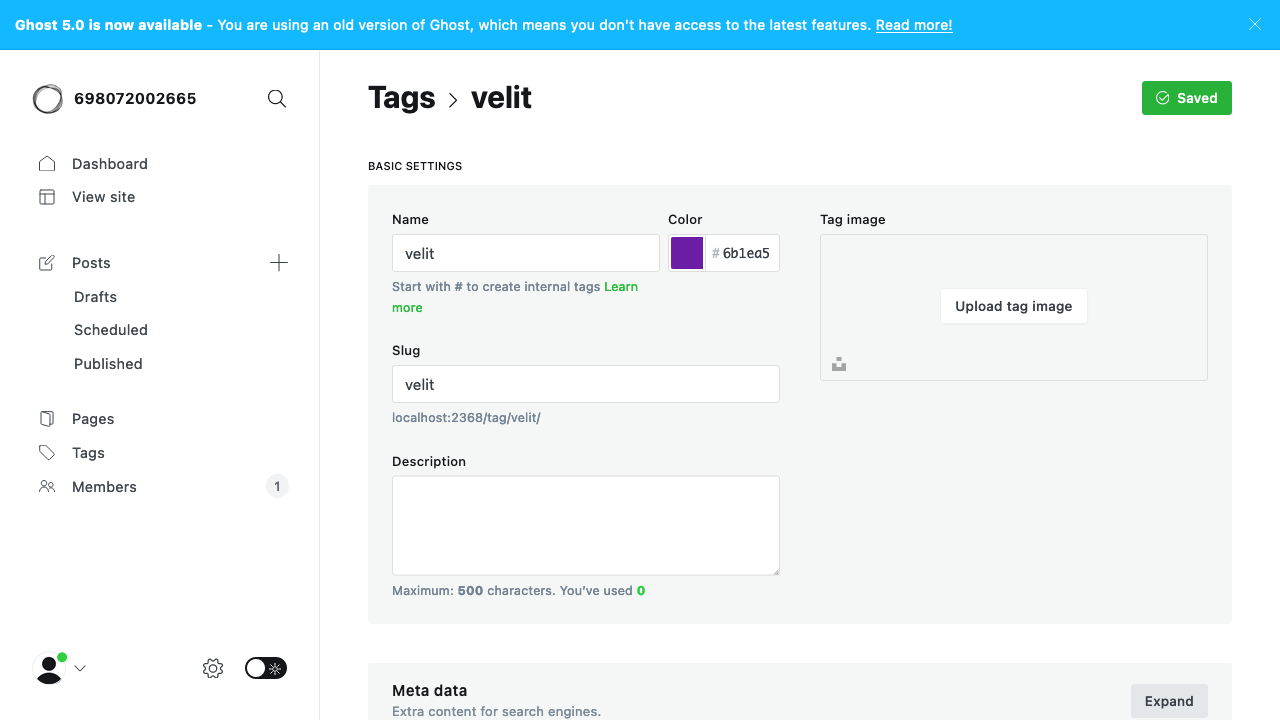 Ghost 5.0 is now available - You are using an old version of Ghost, which means you don't have access to the latest features. Read more!
698072002665
Dashboard
View site
Posts
Drafts
Scheduled
Published
Pages
Tags
Members
1
Tags > velit
Saved
BASIC SETTINGS
Name
velit
Start with # to create internal tags Learn
more
Color
# 6b1ea5
Slug
velit
localhost:2368/tag/velit/
Description
Maximum: 500 characters. You've used 0
Tag image
Upload tag image
Meta data
Extra content for search engines.
Expand